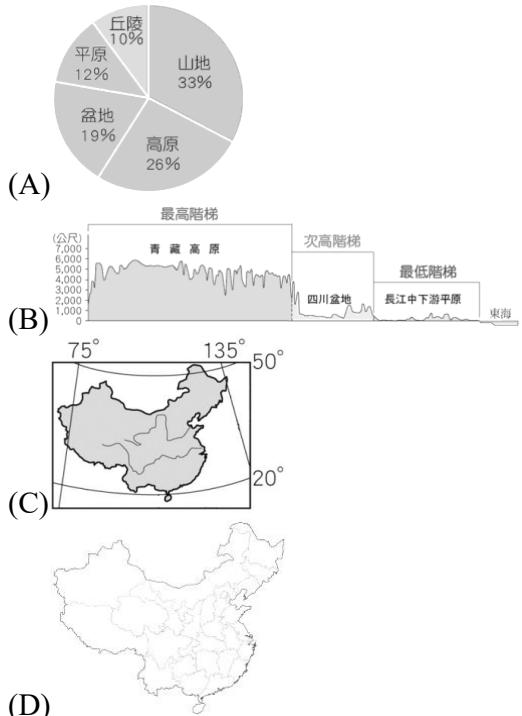 丘陵
10%
山地
33%
平原
12%
盆地
19%
高原
26%
(A)
最高階梯
(公尺)
7,000
6,000
5,000
4,000
3,000
2,000
1,000
0
青藏高原
次高階梯
四川盆地
最低階梯
長江中下游平原
東海
(B)
75° 135°
50°
20°
(C)
(D)